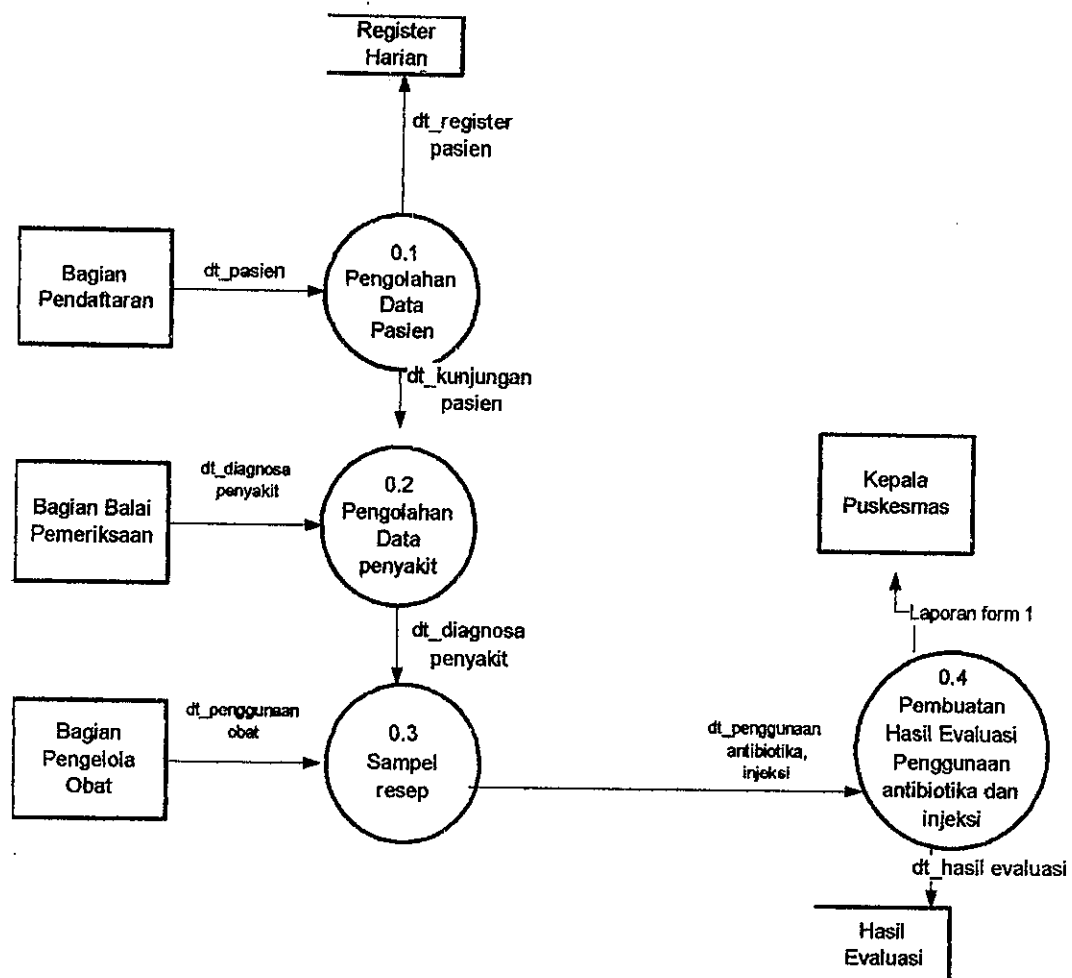 Register
Harian
dt_register
pasien
Bagian
Pendaftaran
dt_pasien
0.1
Pengolahan
Data
Pasien
dt_kunjungan
pasien
Bagian Balai
Pemeriksaan
dt_diagnosa
penyakit
0.2
Pengolahan
Data
penyakit
Kepala
Puskesmas
dt_diagnosa
penyakit
Laporan form 1
Bagian
Pengelola
Obat
dt_penggunaan
obat
0.3
Sampel
resep
dt_penggunaan
antibiotika,
injeksi
0.4
Pembuatan
Hasil Evaluasi
Penggunaan
antibiotika dan
injeksi
dt_hasil evaluasi
Hasil
Evaluasi